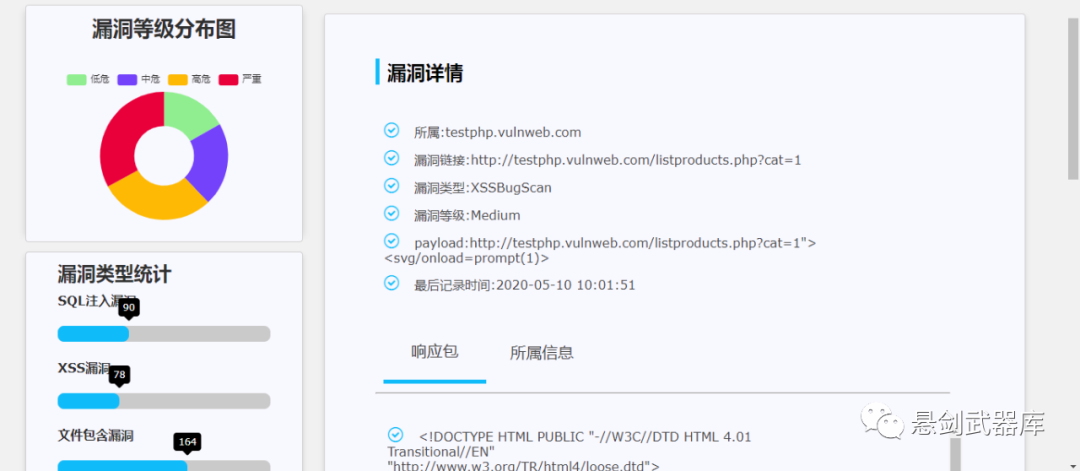 漏洞等级分布图
低危 中危 高危 严重
漏洞类型统计
SQL注入漏洞
90
XSS漏洞
78
文件包含漏洞
164
漏洞详情
所属:testphp.vulnweb.com
漏洞链接:http://testphp.vulnweb.com/listproducts.php?cat=1
漏洞类型:XSSBugScan
漏洞等级:Medium
payload:http://testphp.vulnweb.com/listproducts.php?cat=1">
<svg/onload=prompt(1)>
最后记录时间:2020-05-10 10:01:51
响应包 所属信息
<!DOCTYPE HTML PUBLIC "-//W3C//DTD HTML 4.01
Transitional//EN"
"http://www.w3.org/TR/html4/loose.dtd">
悬剑武器库